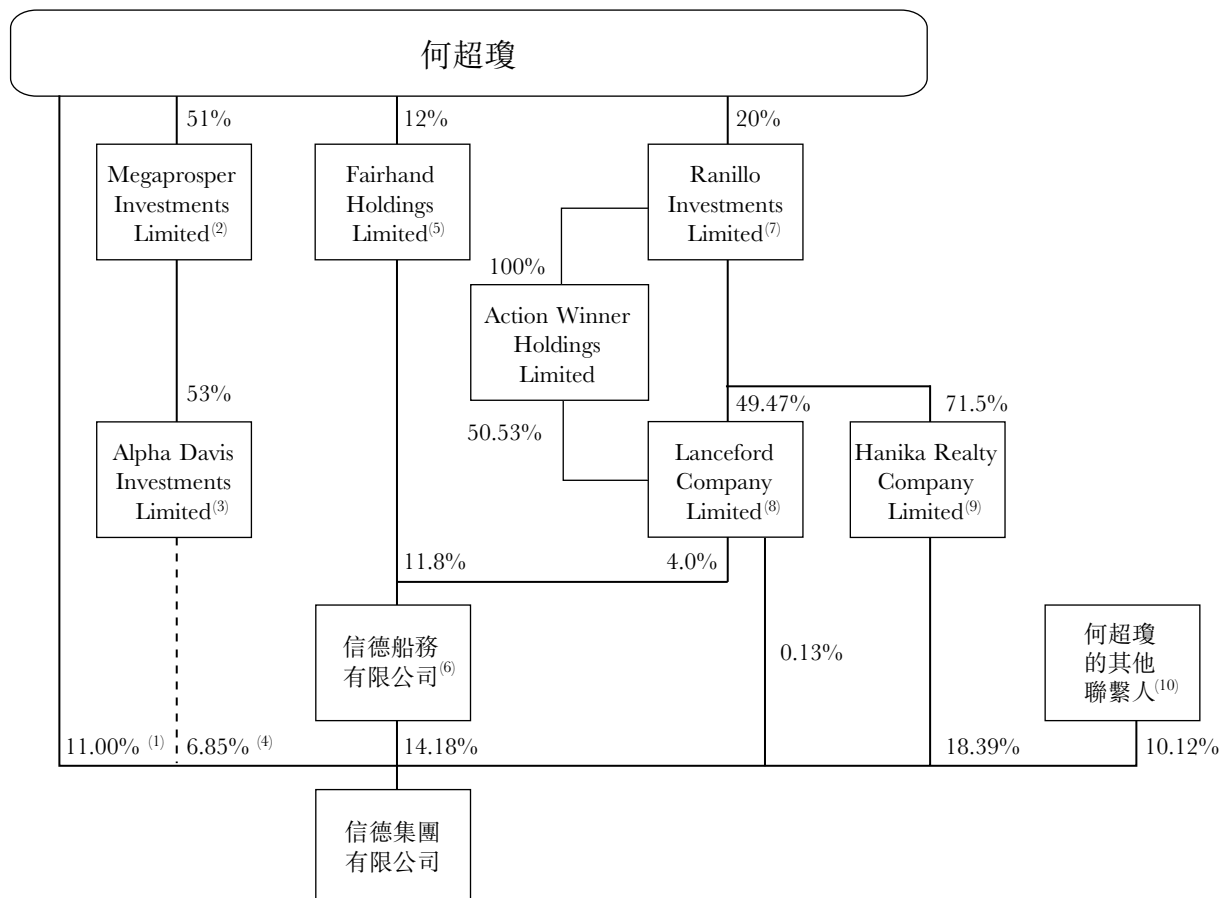 何超瓊
51%
12%
20%
Megaprosper
Investments
Limited(2)
Fairhand
Holdings
Limited(5)
Ranillo
Investments
Limited(7)
100%
Action Winner
Holdings
Limited
53%
50.53%
49.47%
71.5%
Alpha Davis
Investments
Limited(3)
Lanceford
Company
Limited(8)
Hanika Realty
Company
Limited(9)
11.8%
4.0%
信德船務
有限公司(6)
0.13%
何超瓊
的其他
聯繫人(10)
11.00% (1)
6.85% (4)
14.18%
18.39%
10.12%
信德集團
有限公司